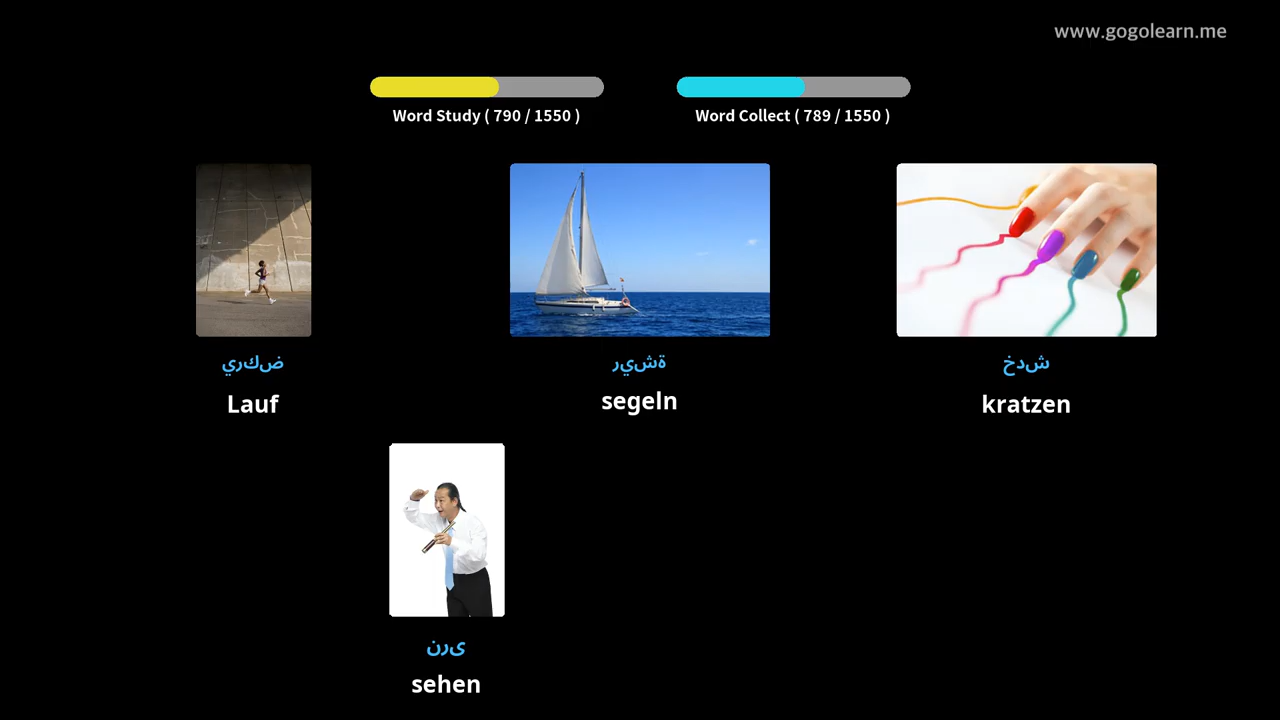 www.gogolearn.me
Word Study ( 790 / 1550 )
Word Collect ( 789 / 1550 )
ضكري
Lauf
ةشير
segeln
شدخ
kratzen
ىرن
sehen